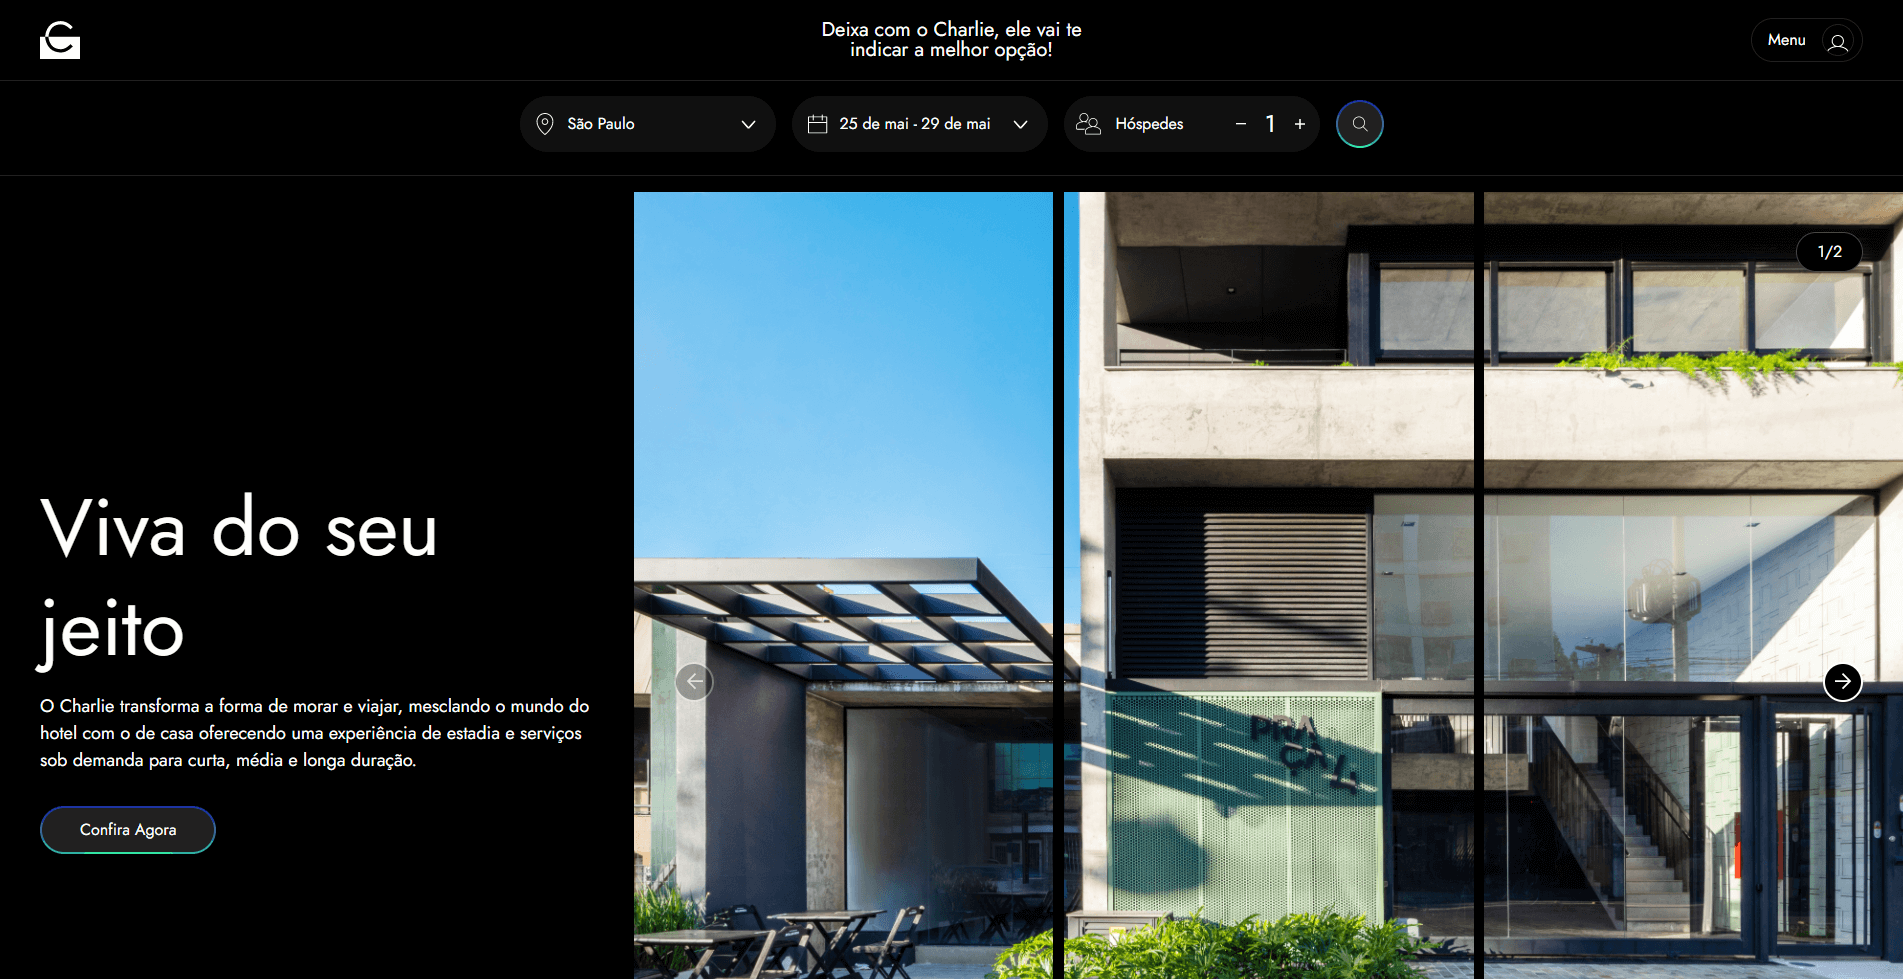 Deixa com o Charlie, ele vai te
indicar a melhor opção!
Menu
São Paulo
25 de mai - 29 de mai
Hóspedes
− 1 +
1/2
Viva do seu
jeito
O Charlie transforma a forma de morar e viajar, mesclando o mundo do
hotel com o de casa oferecendo uma experiência de estadia e serviços
sob demanda para curta, média e longa duração.
Confira Agora
PRA
ÇA